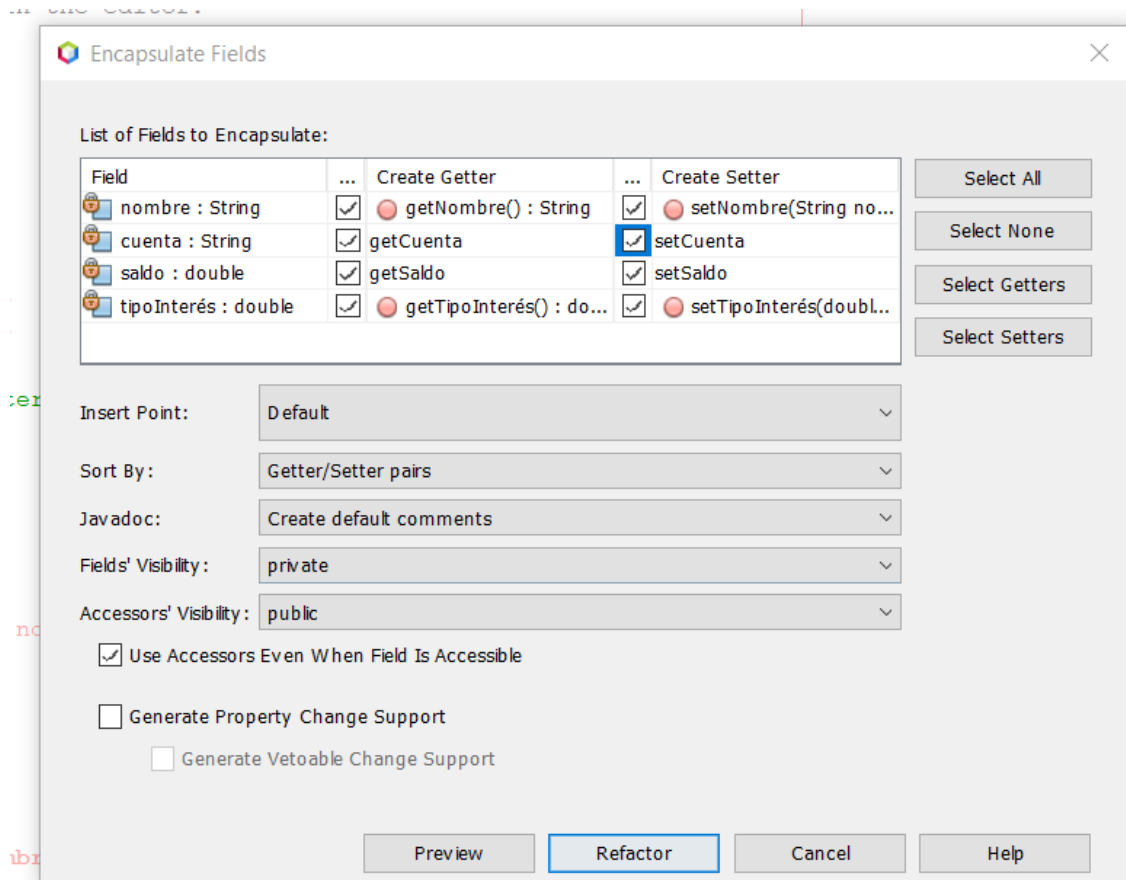 the editor.
Encapsulate Fields
List of Fields to Encapsulate:
Field ... Create Getter ... Create Setter
nombre : String getNombre() : String setNombre(String no...
cuenta : String getCuenta setCuenta
saldo : double getSaldo setSaldo
tipoInterés : double getTipoInterés() : do... setTipoInterés(doubl...
Select All
Select None
Select Getters
Select Setters
Insert Point: Default
Sort By: Getter/Setter pairs
Javadoc: Create default comments
Fields' Visibility: private
Accessors' Visibility: public
Use Accessors Even When Field Is Accessible
Generate Property Change Support
Generate Vetoable Change Support
Preview Refactor Cancel Help